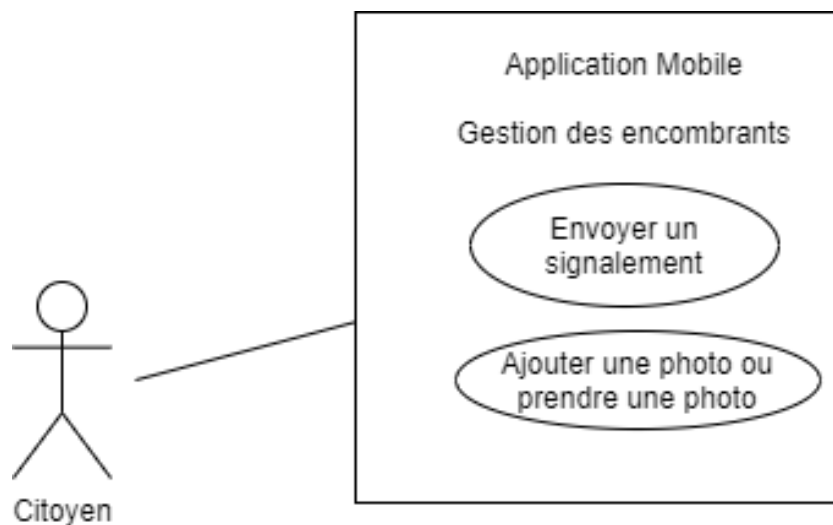 Application Mobile
Gestion des encombrants
Envoyer un
signalement
Ajouter une photo ou
prendre une photo
Citoyen